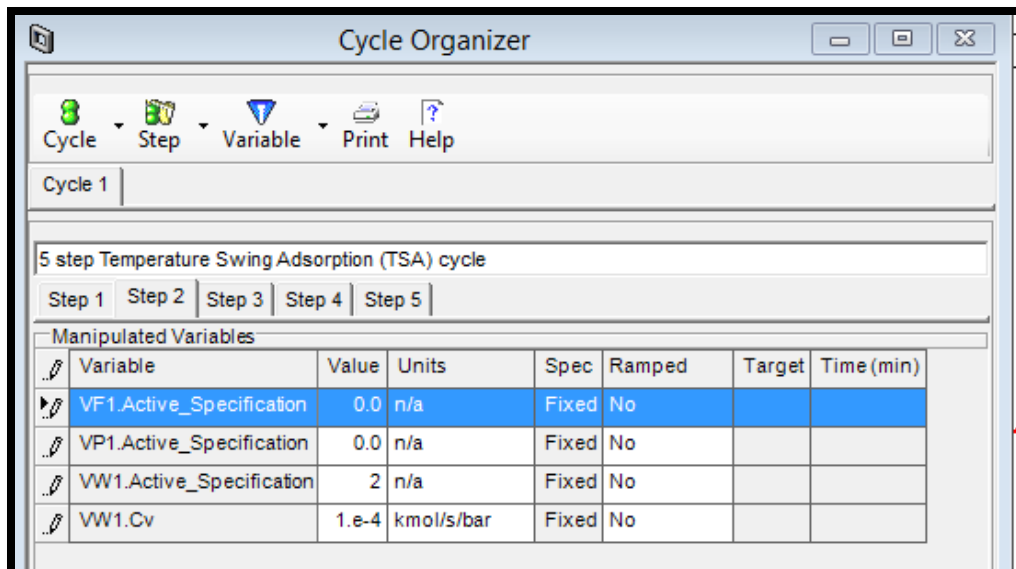 Cycle Organizer
Cycle Step Variable Print Help
Cycle 1
5 step Temperature Swing Adsorption (TSA) cycle
Step 1 Step 2 Step 3 Step 4 Step 5
Manipulated Variables
Variable Value Units Spec Ramped Target Time (min)
VF1.Active_Specification 0.0 n/a Fixed No
VP1.Active_Specification 0.0 n/a Fixed No
VW1.Active_Specification 2 n/a Fixed No
VW1.Cv 1.e-4 kmol/s/bar Fixed No